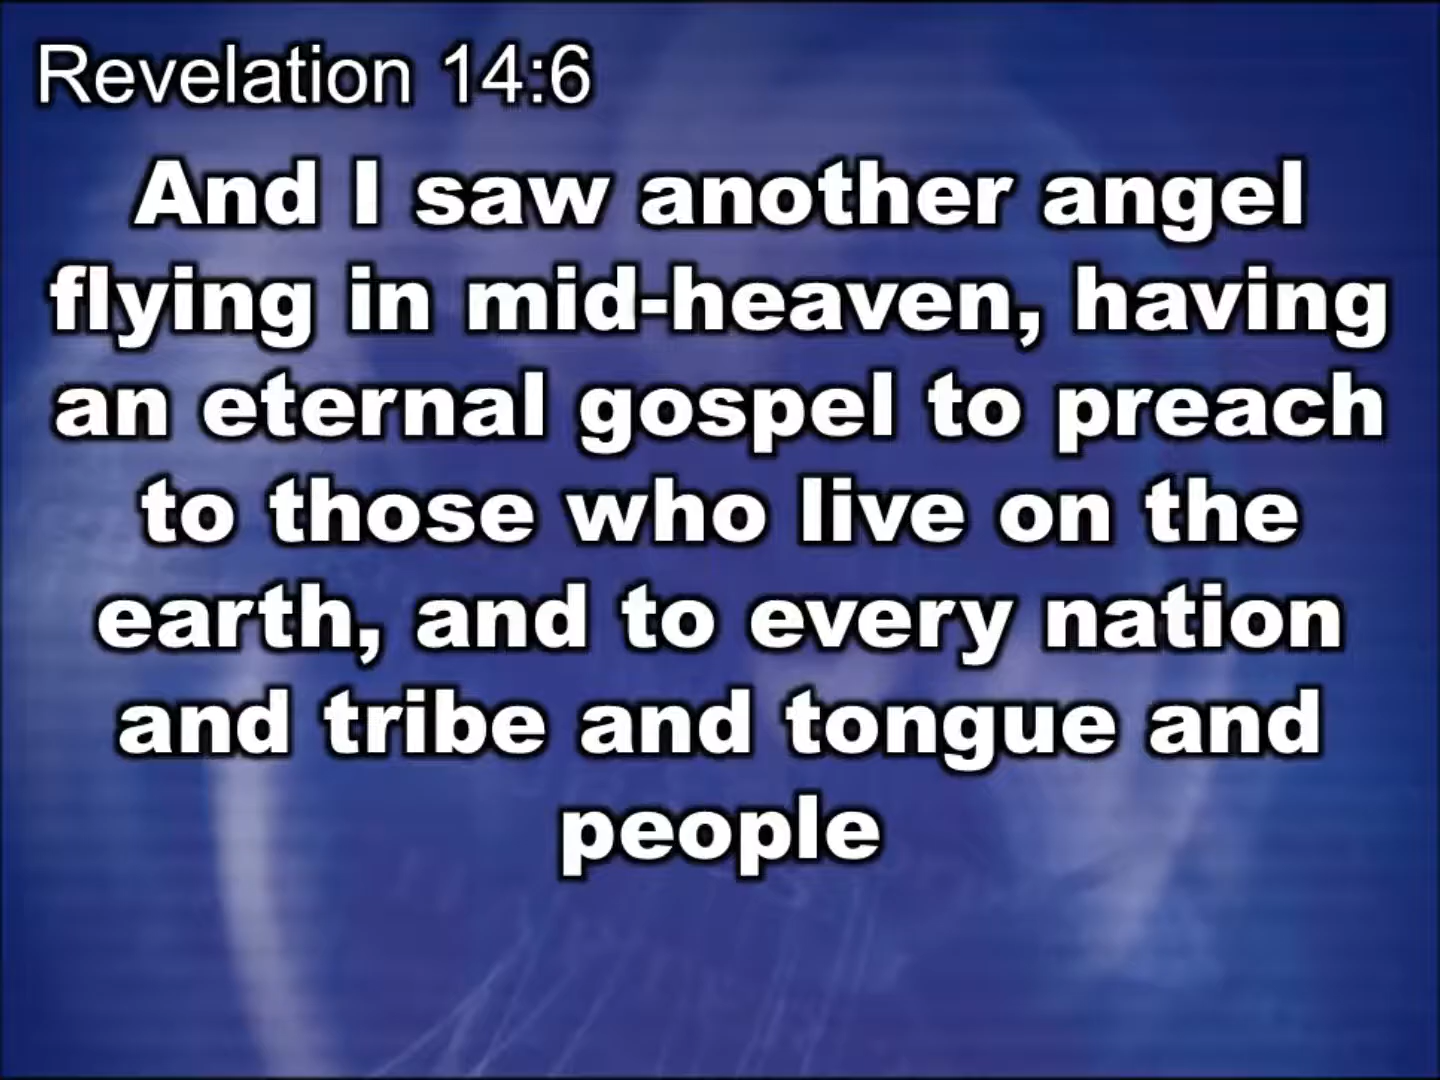 Revelation 14:6
And I saw another angel
flying in mid-heaven, having
an eternal gospel to preach
to those who live on the
earth, and to every nation
and tribe and tongue and
people